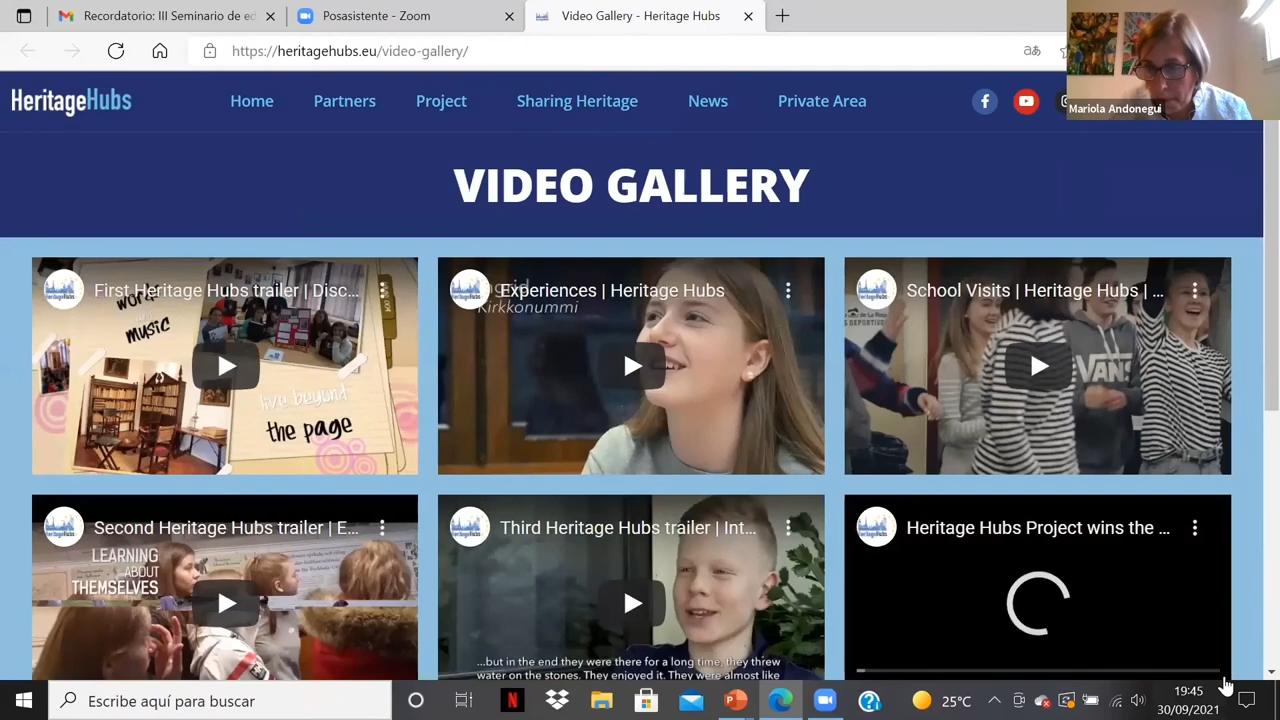 Recordatorio: III Seminario de ed
Posasistente - Zoom
Video Gallery - Heritage Hubs
https://heritagehubs.eu/video-gallery/
aあ
Mariola Andonegui
HeritageHubs
Home
Partners
Project
Sharing Heritage
News
Private Area
VIDEO GALLERY
First Heritage Hubs trailer | Disc...
work
music
live beyond
the page
Experiences | Heritage Hubs
Kirkkonummi
School Visits | Heritage Hubs | ...
VANS
Second Heritage Hubs trailer | E...
LEARNING
ABOUT
THEMSELVES
Third Heritage Hubs trailer | Int...
...but in the end they were there for a long time, they threw
water on the stones. They enjoyed it. They were almost like
Heritage Hubs Project wins the ...
Escribe aquí para buscar
25°C
19:45
30/09/2021